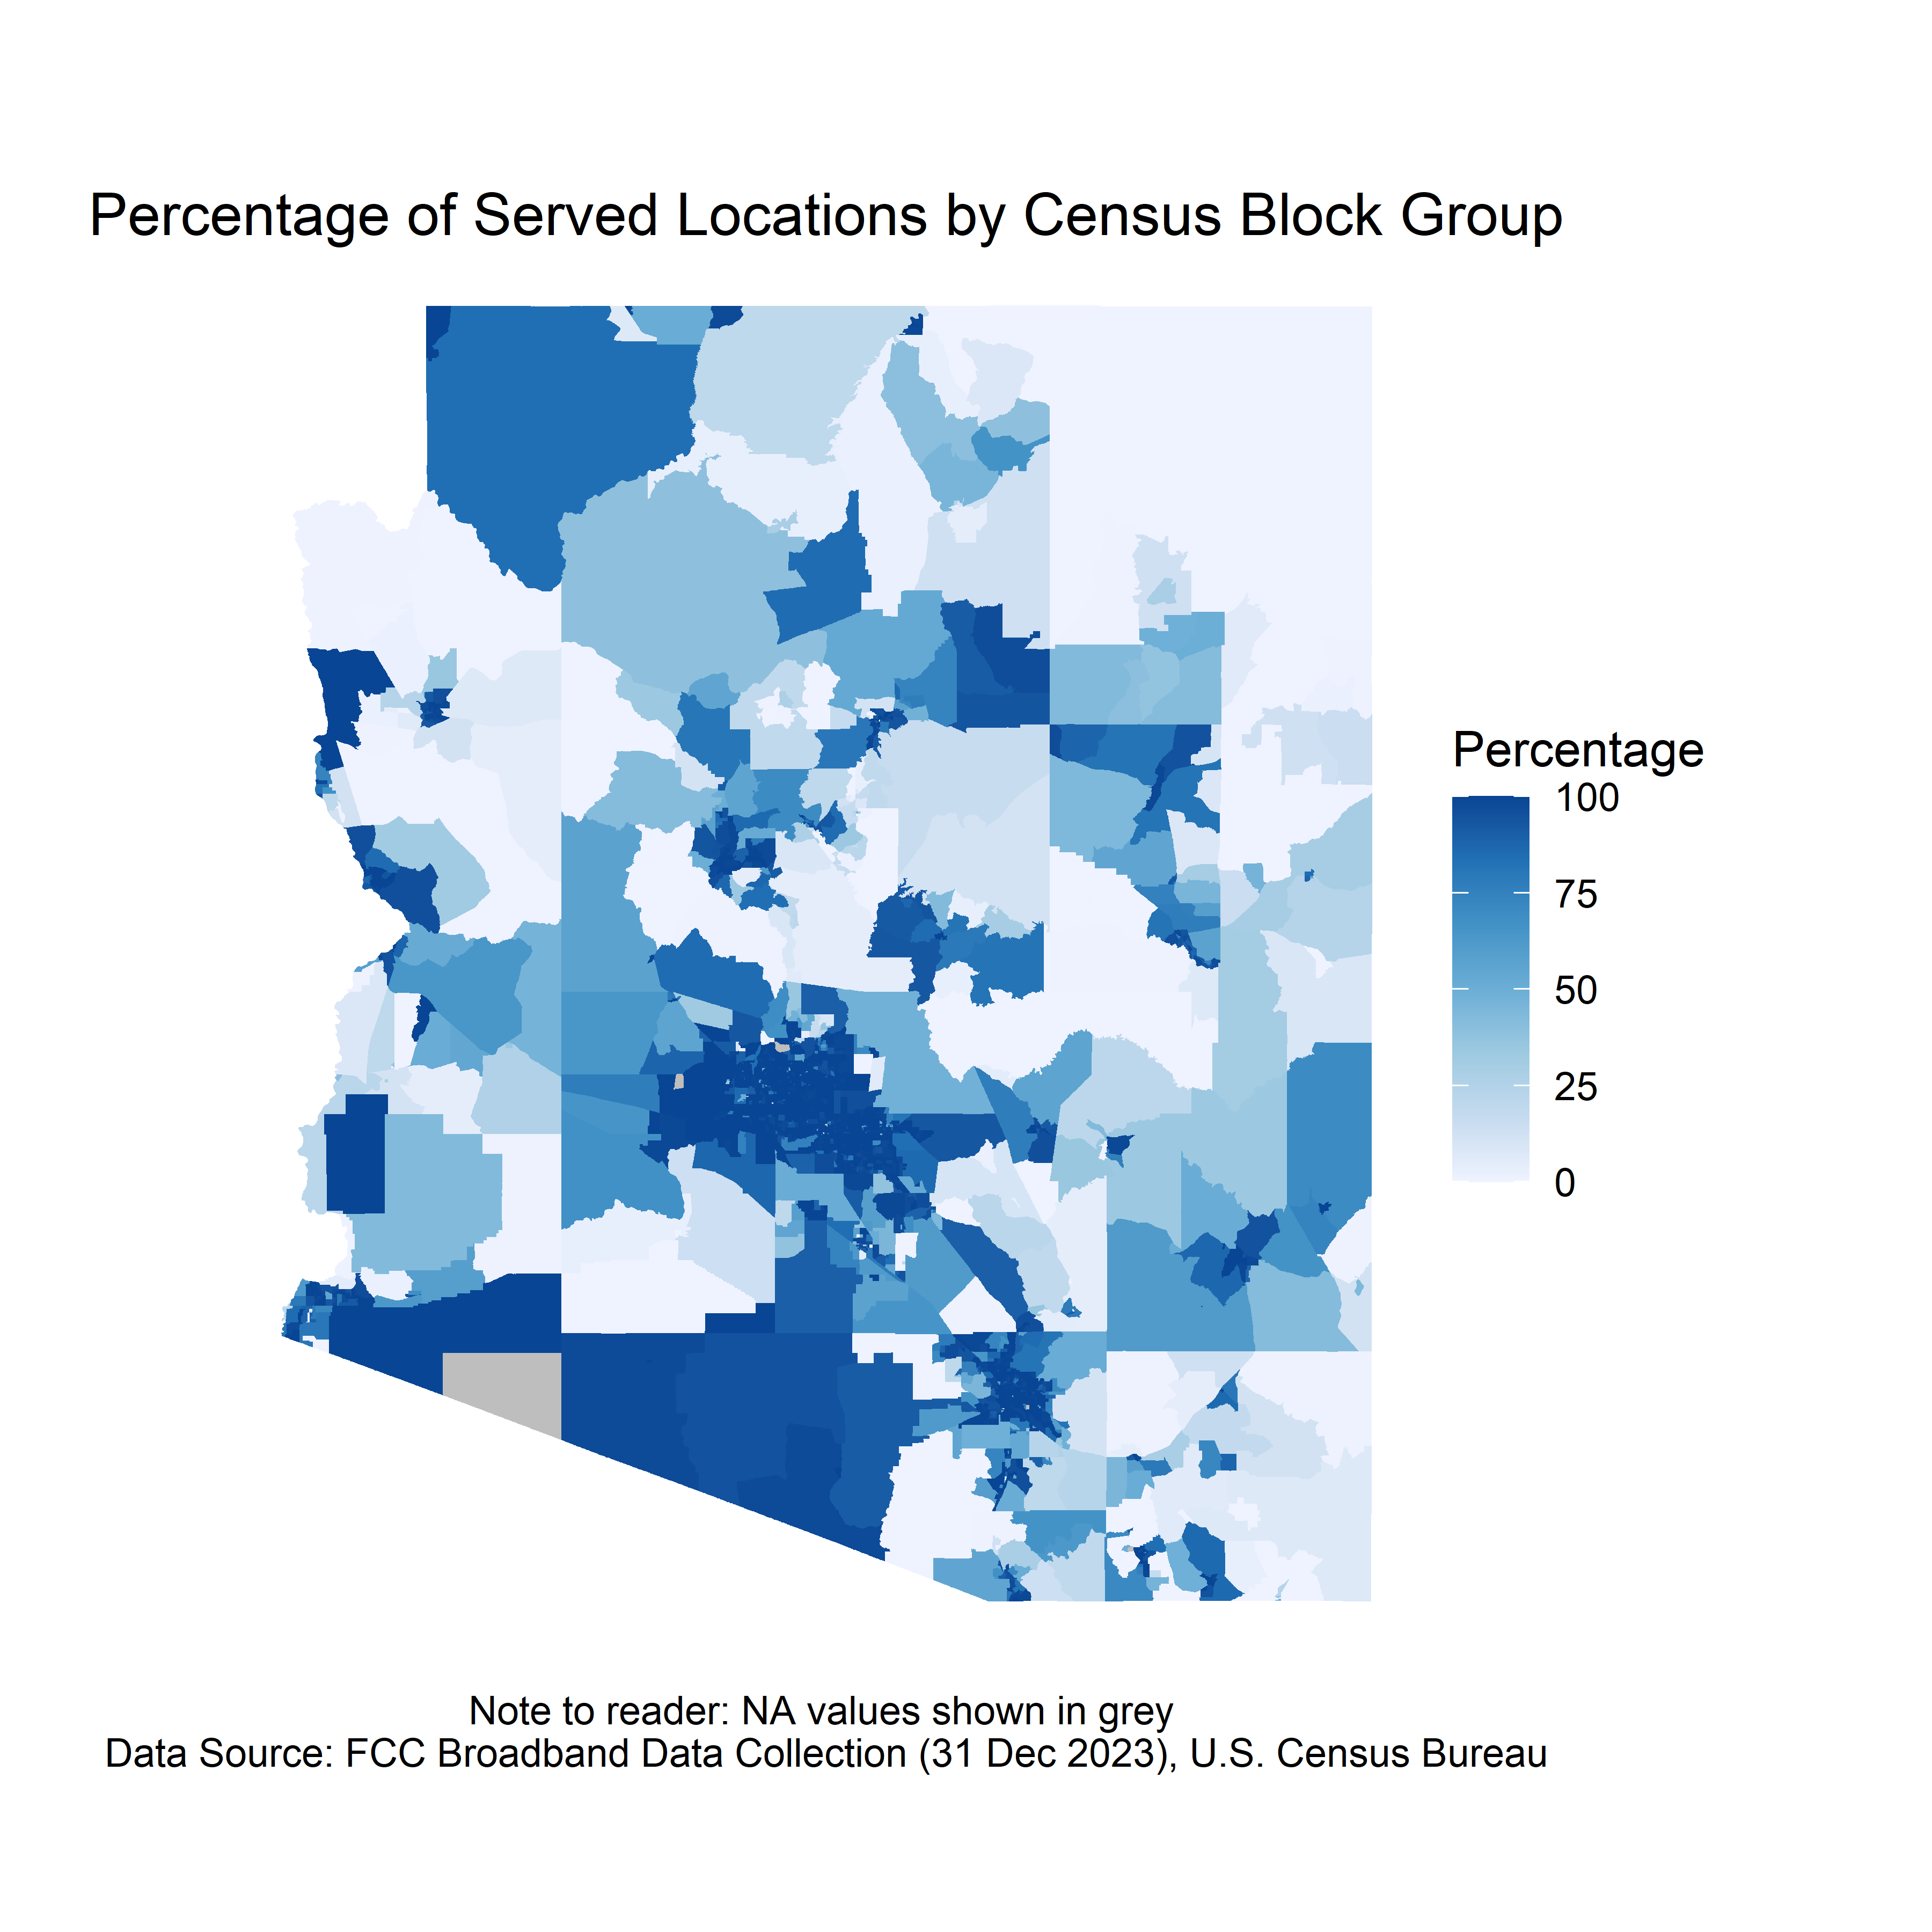 Percentage of Served Locations by Census Block Group
Percentage
100
75
50
25
0
Note to reader: NA values shown in grey
Data Source: FCC Broadband Data Collection (31 Dec 2023), U.S. Census Bureau